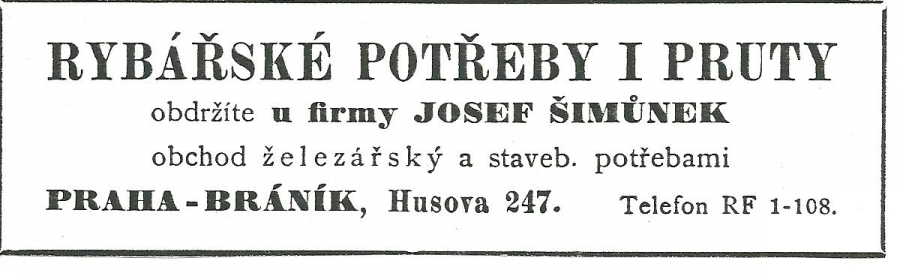 RYBÁŘSKÉ POTŘEBY I PRUTY
obdržíte u firmy JOSEF ŠIMŮNEK
obchod železářský a staveb. potřebami
PRAHA-BRÁNÍK, Husova 247. Telefon RF 1-108.